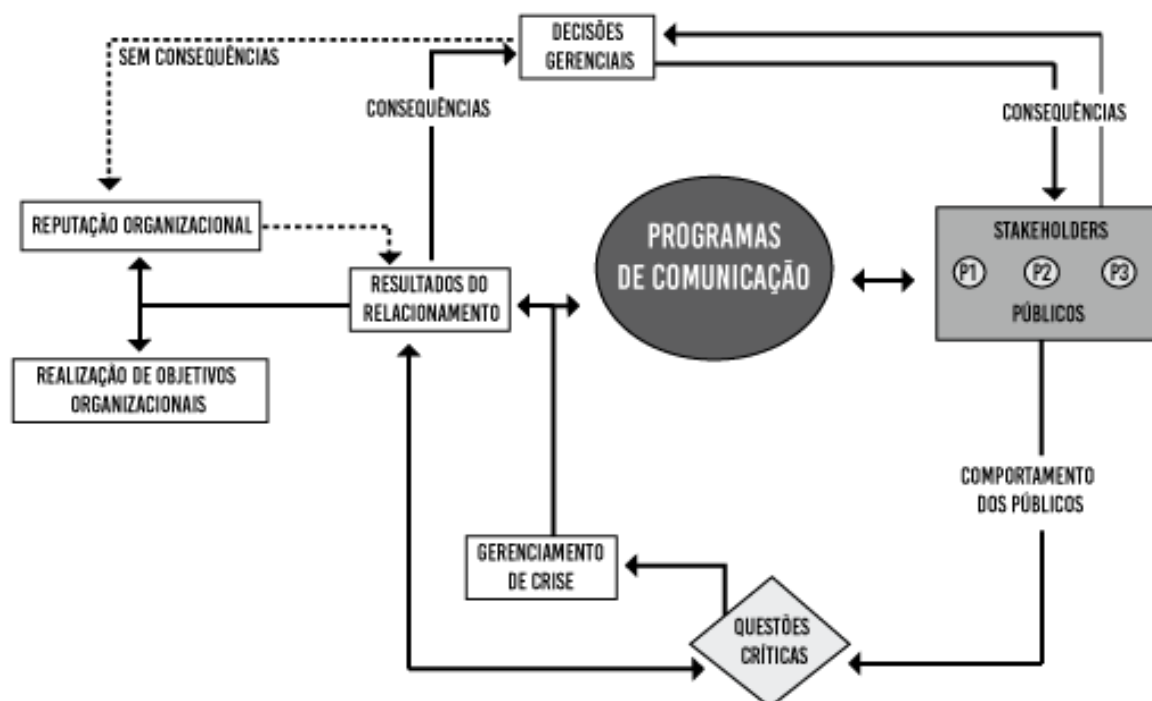 DECISÕES
GERENCIAIS
SEM CONSEQUÊNCIAS
CONSEQUÊNCIAS
CONSEQUÊNCIAS
REPUTAÇÃO ORGANIZACIONAL
PROGRAMAS
DE COMUNICAÇÃO
STAKEHOLDERS
P1 P2 P3
PÚBLICOS
RESULTADOS DO
RELACIONAMENTO
REALIZAÇÃO DE OBJETIVOS
ORGANIZACIONAIS
COMPORTAMENTO
DOS PÚBLICOS
GERENCIAMENTO
DE CRISE
QUESTÕES
CRÍTICAS